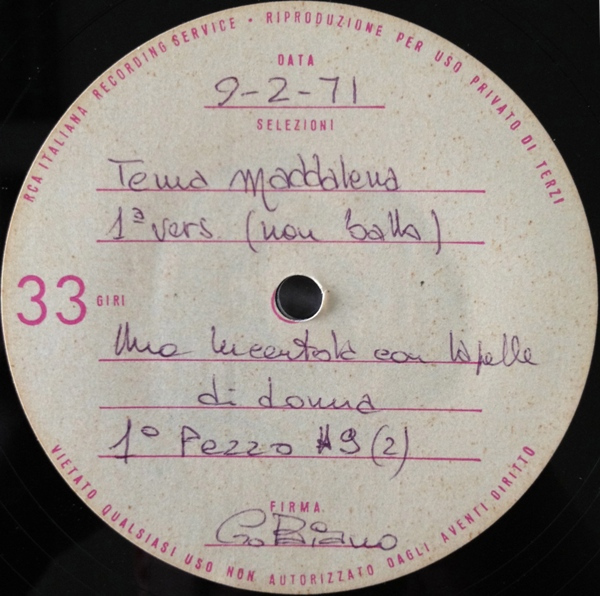 RCA ITALIANA RECORDING SERVICE • RIPRODUZIONE PER USO PRIVATO DI TERZI
DATA
9-2-71
SELEZIONI
Tema Maddalena
1ª vers (non balla)
33 GIRI
Una lucertola con la pelle
di donna
1º Pezzo #9 (2)
FIRMA
VIETATO QUALSIASI USO NON AUTORIZZATO DAGLI AVENTI DIRITTO